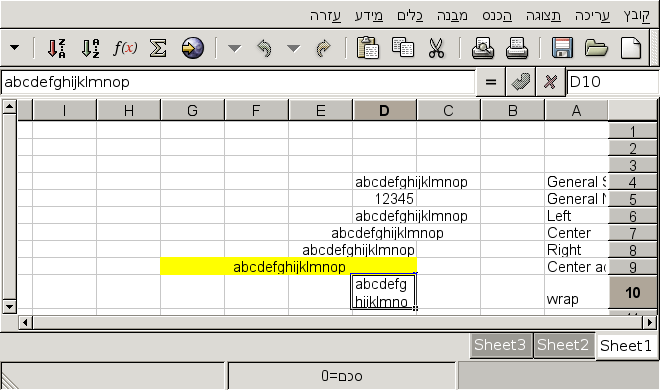 קובץ עריכה תצוגה הכנס מבנה כלים מידע עזרה
f(x) Σ
abcdefghijklmnop = D10
I H G F E D C B A
1
2
3
abcdefghijklmnop General S 4
12345 General N 5
abcdefghijklmnop Left 6
abcdefghijklmnop Center 7
abcdefghijklmnop Right 8
abcdefghijklmnop Center ac 9
abcdefg
hijklmno wrap 10
Sheet3 Sheet2 Sheet1
סכם=0